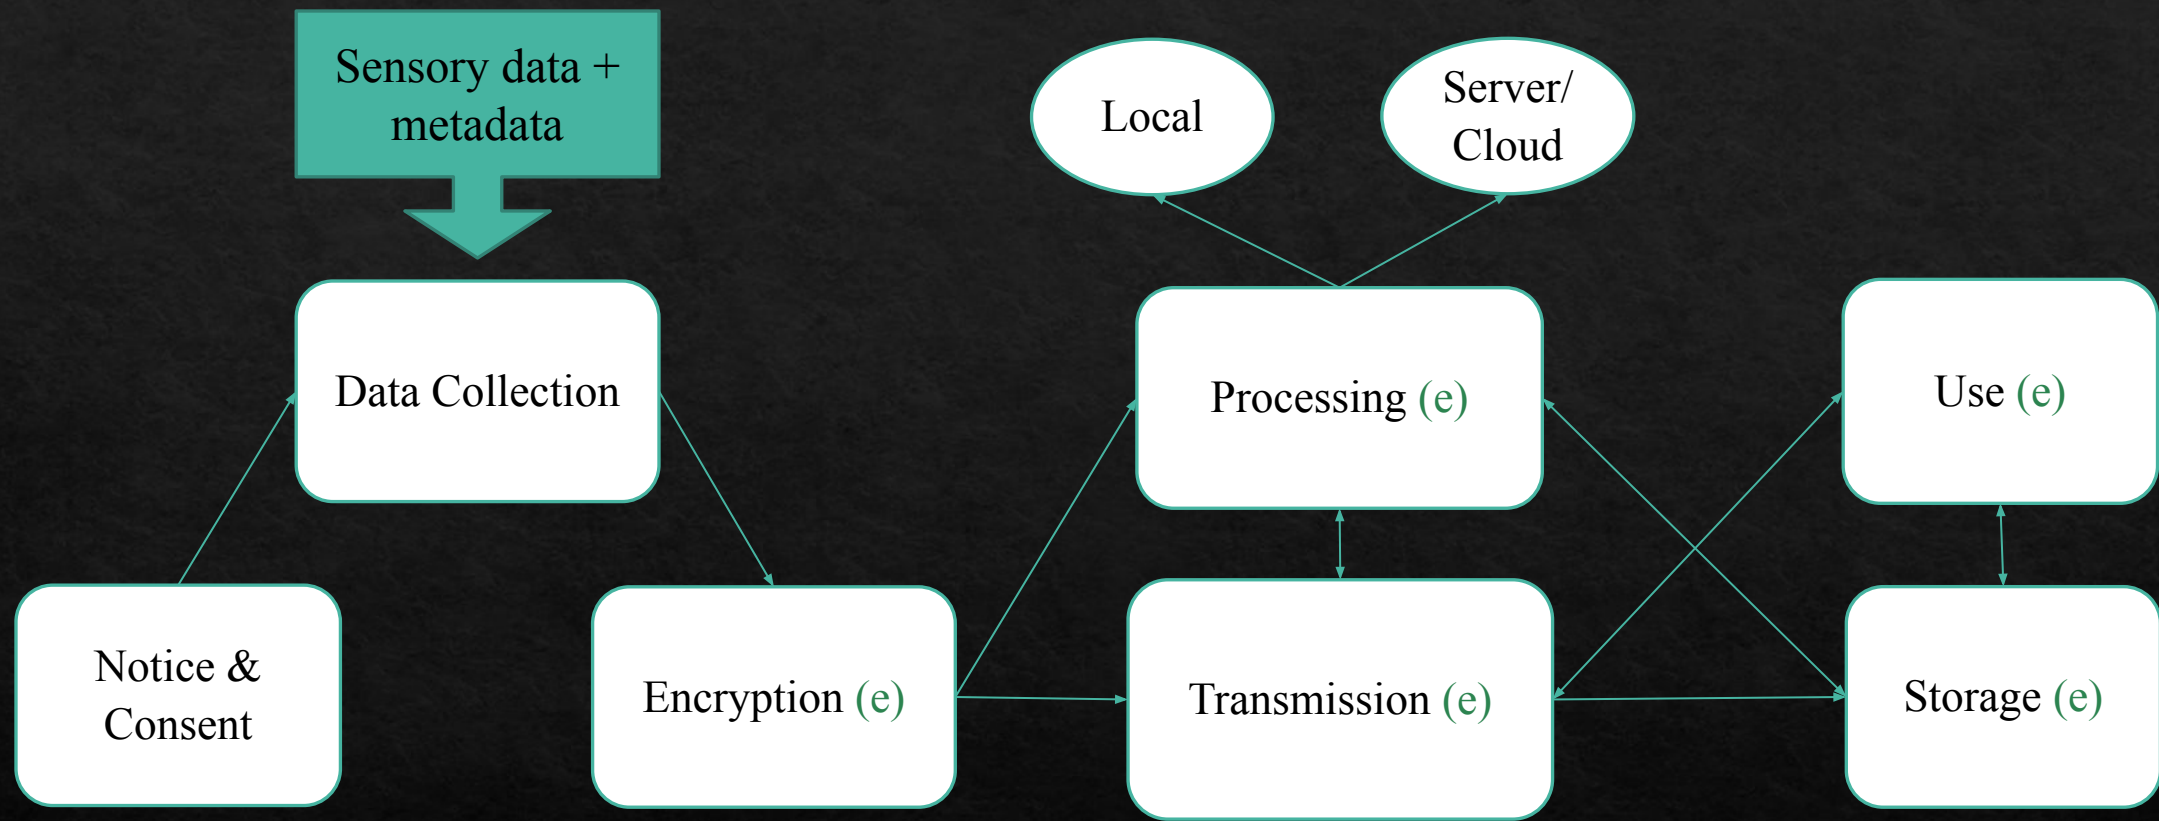 Sensory data +
metadata
Local
Server/
Cloud
Data Collection
Processing (e)
Use (e)
Notice &
Consent
Encryption (e)
Transmission (e)
Storage (e)